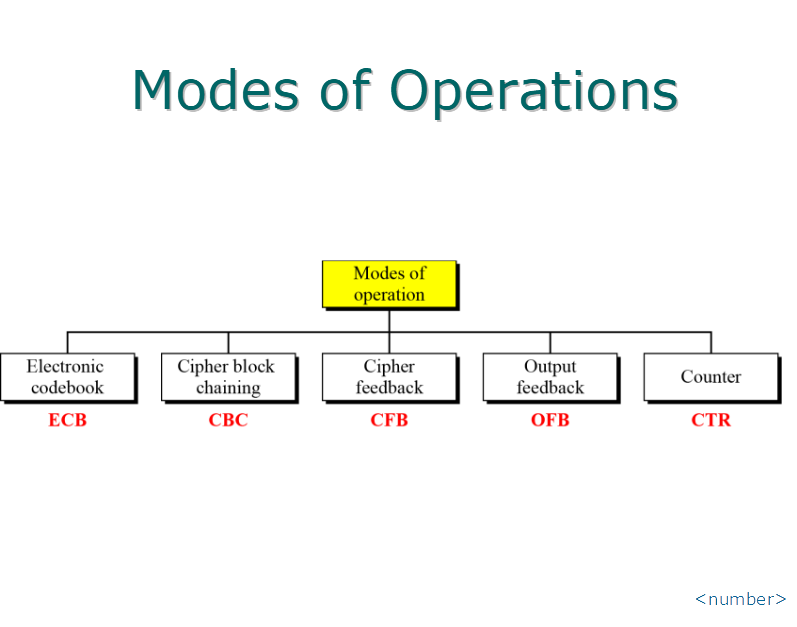 Modes of Operations
Modes of
operation
Electronic
codebook
Cipher block
chaining
Cipher
feedback
Output
feedback
Counter
ECB
CBC
CFB
OFB
CTR
<number>